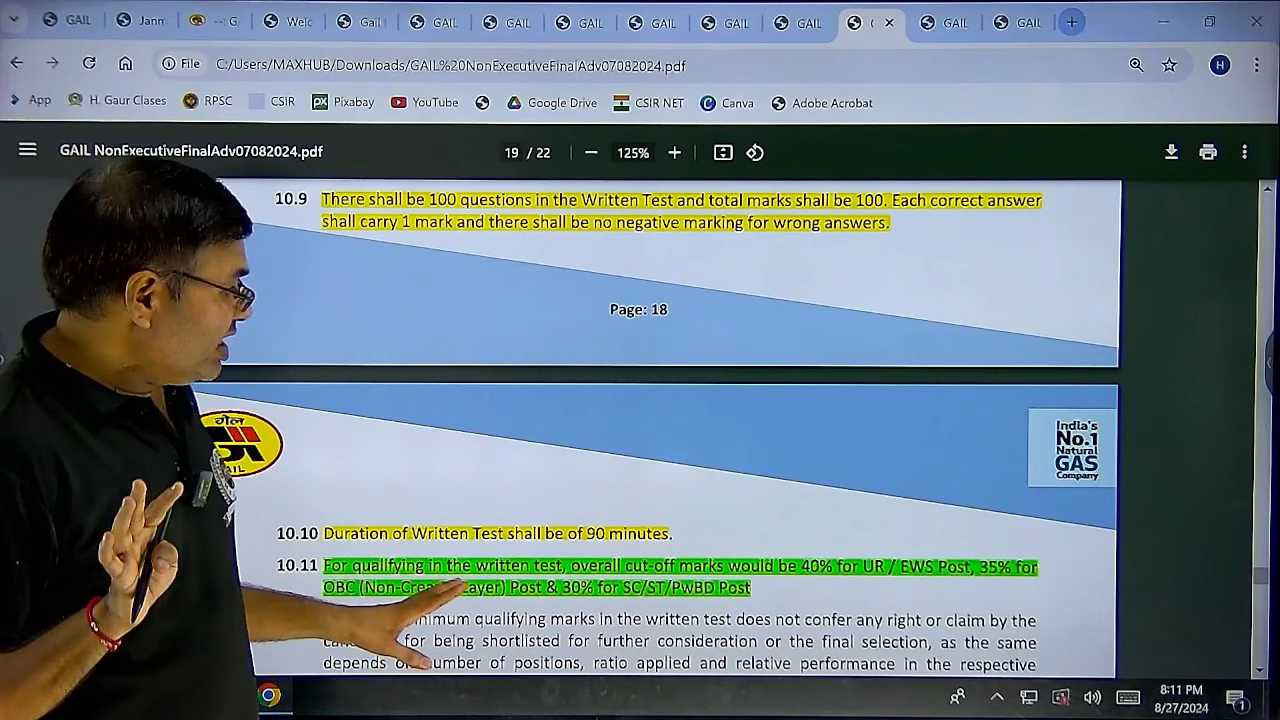 GAIL
Jann
-- : G
Welc
Gail
GAIL
GAIL
GAIL
GAIL
GAIL
GAIL
GAIL
GAIL
File
C:/Users/MAXHUB/Downloads/GAIL%20NonExecutiveFinalAdv07082024.pdf
H
App
H. Gaur Classes
RPSC
CSIR
px Pixabay
YouTube
Google Drive
CSIR NET
Canva
Adobe Acrobat
GAIL NonExecutiveFinalAdv07082024.pdf
19 / 22
125%
10.9 There shall be 100 questions in the Written Test and total marks shall be 100. Each correct answer
shall carry 1 mark and there shall be no negative marking for wrong answers.
Page: 18
गेल
India's
No.1
Natural
GAS
Company
10.10 Duration of Written Test shall be of 90 minutes.
10.11 For qualifying in the written test, overall cut-off marks would be 40% for UR / EWS Post, 35% for
OBC (Non-Layer) Post & 30% for SC/ST/PwBD Post
qualifying marks in the written test does not confer any right or claim by the
for being shortlisted for further consideration or the final selection, as the same
depends number of positions, ratio applied and relative performance in the respective
8:11 PM
8/27/2024
1